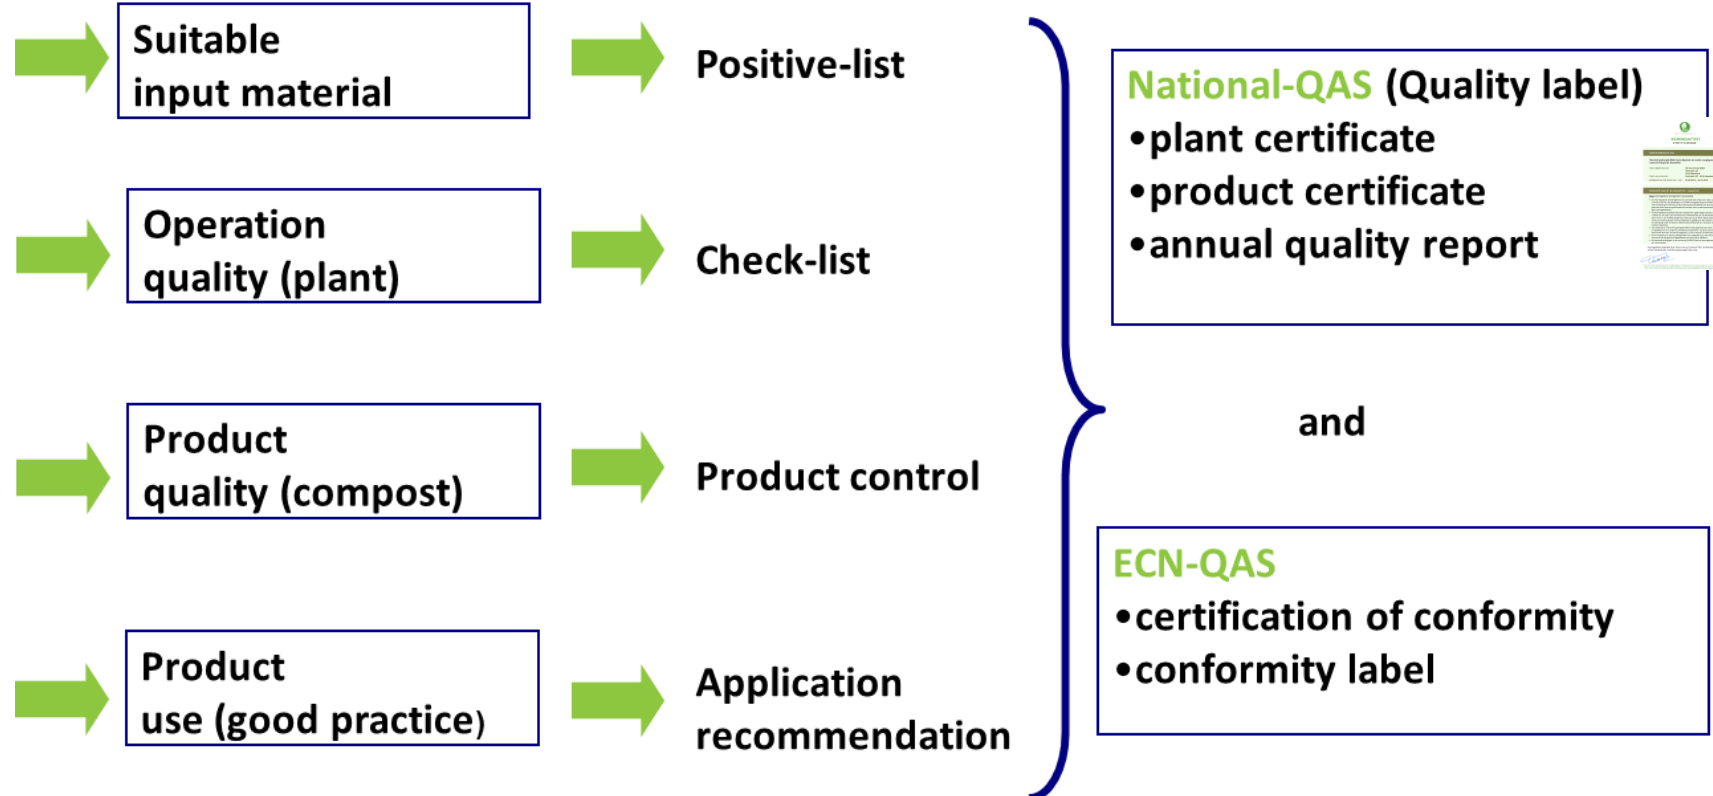 Suitable
input material
Positive-list
Operation
quality (plant)
Check-list
Product
quality (compost)
Product control
Product
use (good practice)
Application
recommendation
National-QAS (Quality label)
•plant certificate
•product certificate
•annual quality report
and
ECN-QAS
•certification of conformity
•conformity label